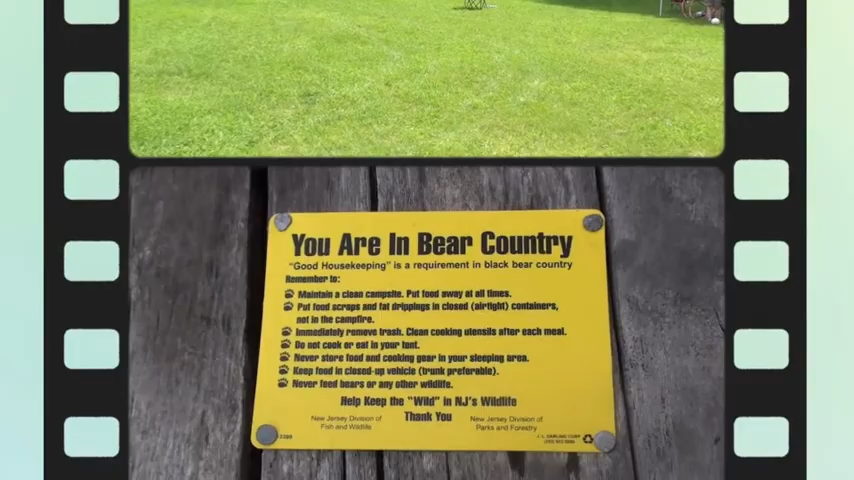 You Are In Bear Country
"Good Housekeeping" is a requirement in black bear country
Remember to:
Maintain a clean campsite. Put food away at all times.
Put food scraps and fat drippings in closed (airtight) containers,
not in the campfire.
Immediately remove trash. Clean cooking utensils after each meal.
Do not cook or eat in your tent.
Never store food and cooking gear in your sleeping area.
Keep food in closed-up vehicle (trunk preferable).
Never feed bears or any other wildlife.
Help Keep the "Wild" in NJ's Wildlife
Thank You
New Jersey Division of
Fish and Wildlife
New Jersey Division of
Parks and Forestry